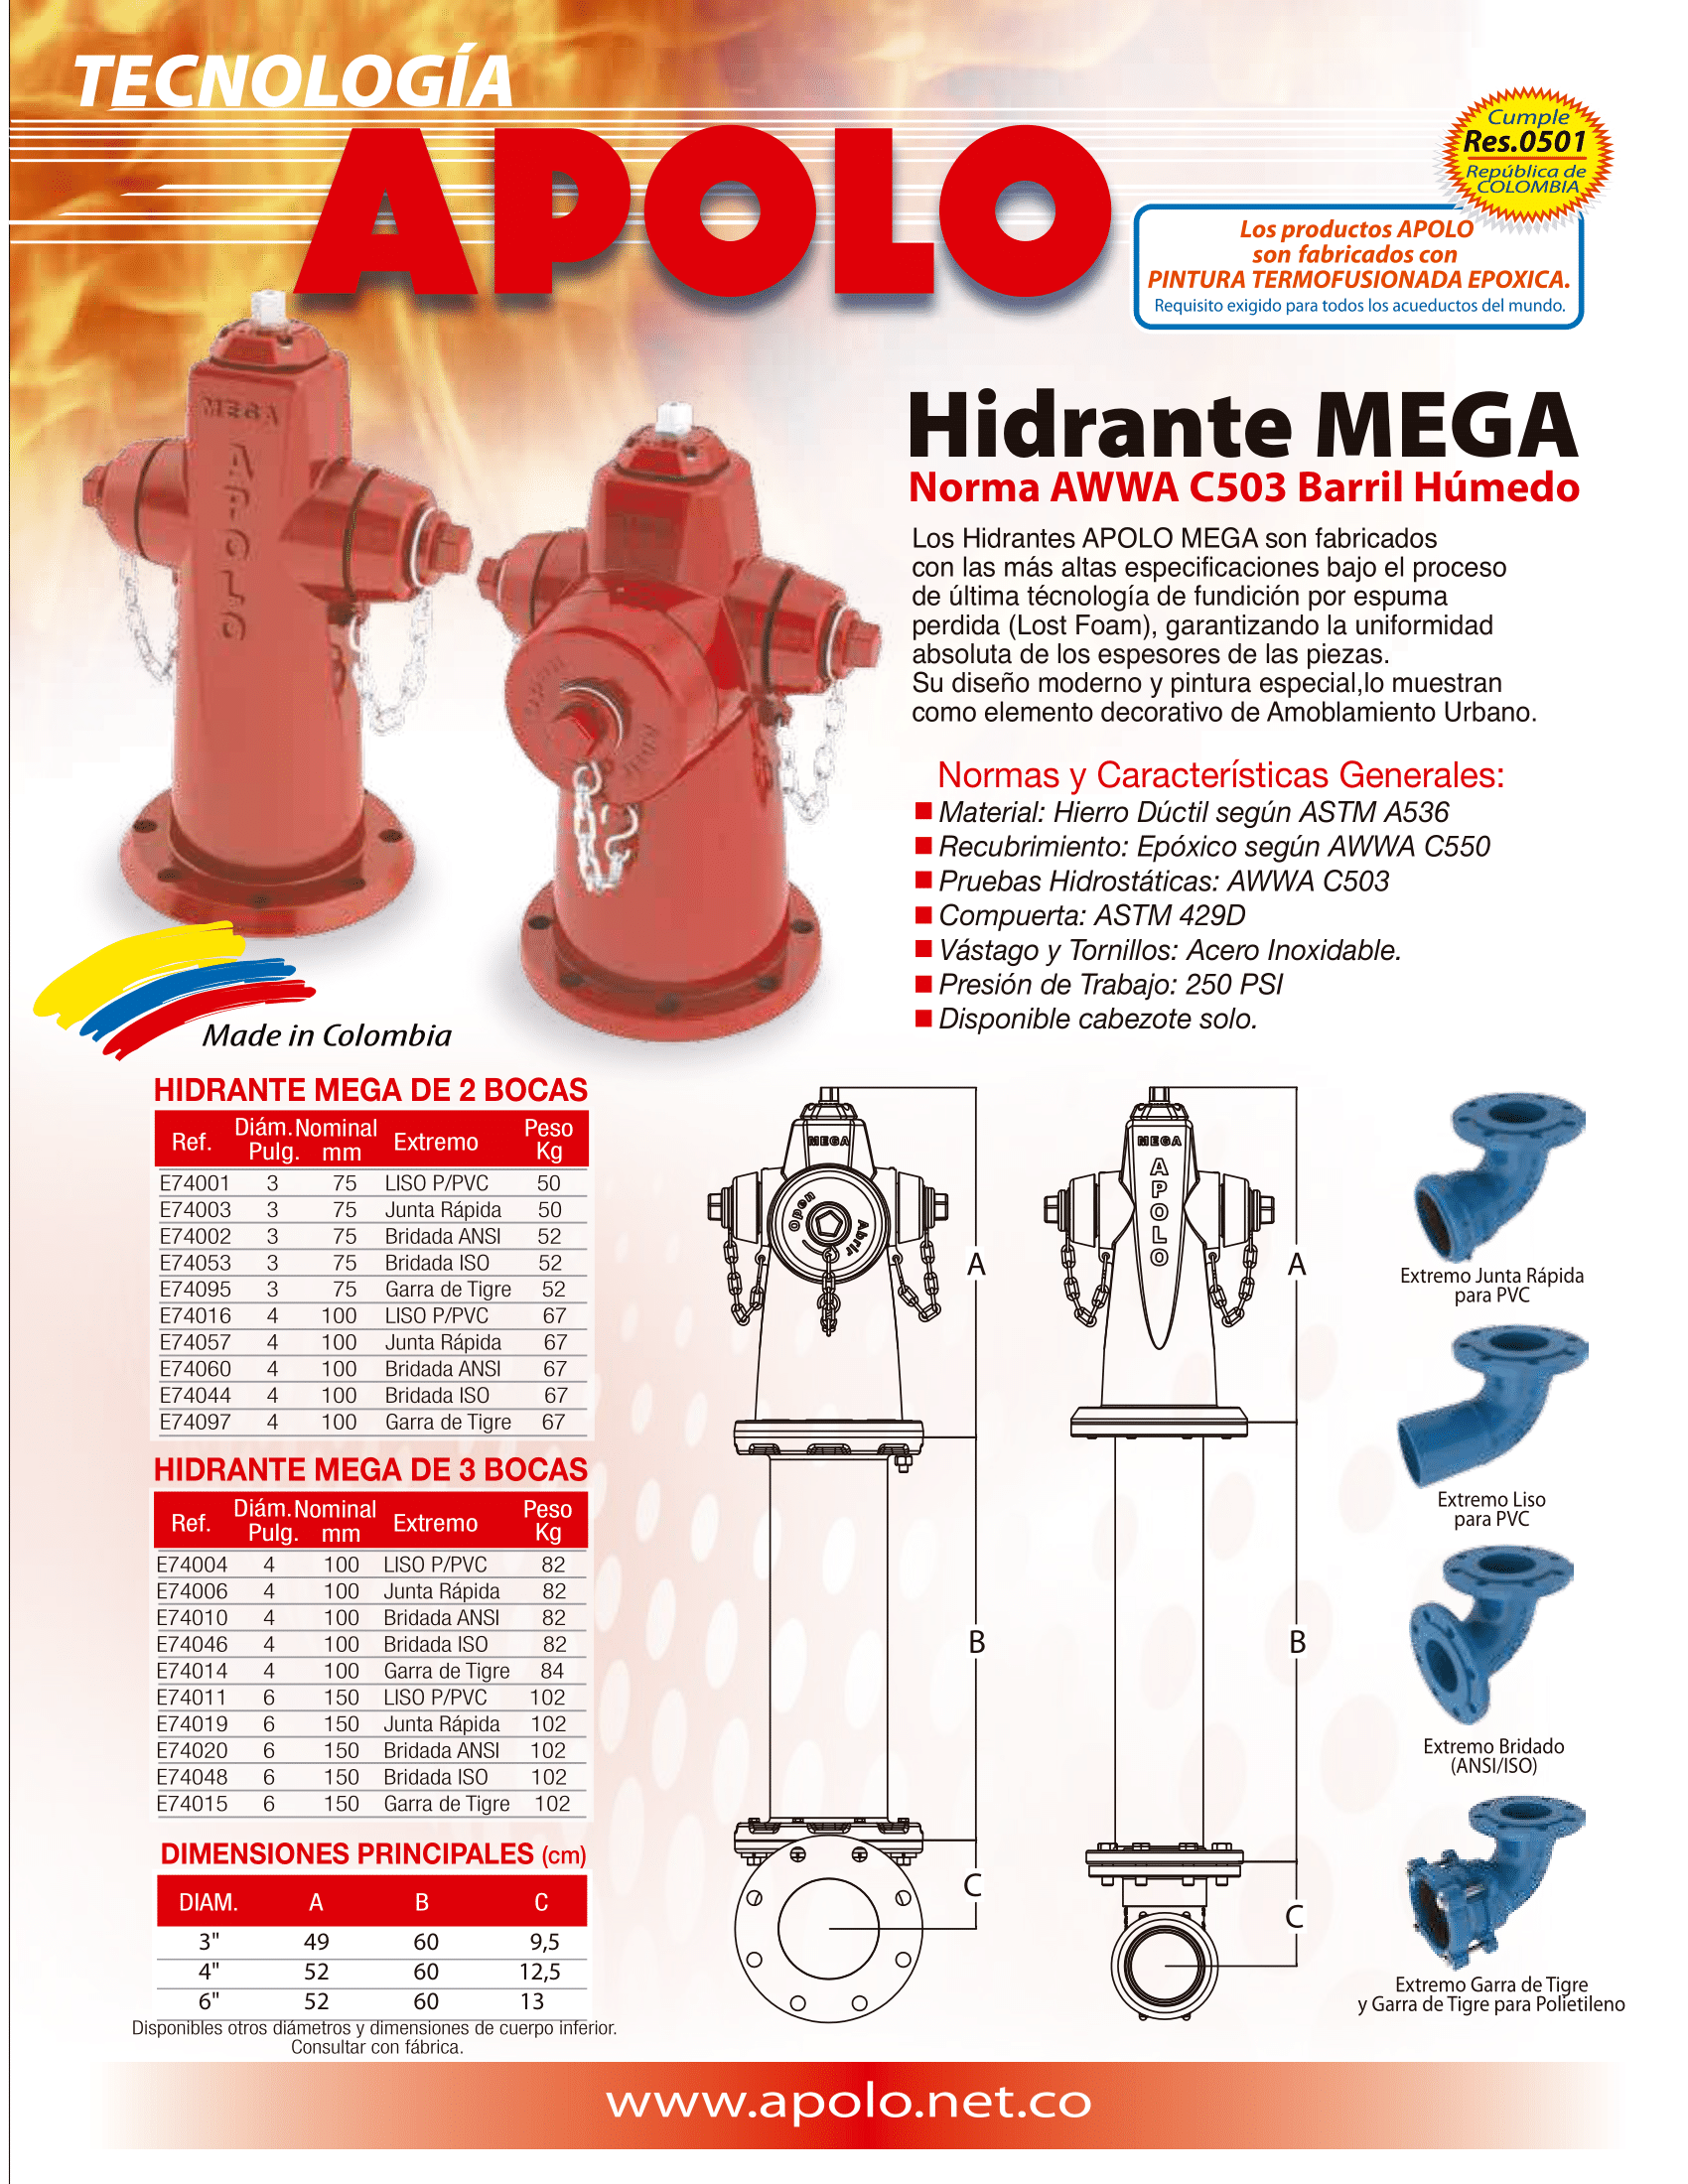 TECNOLOGÍA
APOLO
Cumple
Res.0501
República de
COLOMBIA
Los productos APOLO
son fabricados con
PINTURA TERMOFUSIONADA EPOXICA.
Requisito exigido para todos los acueductos del mundo.
MEGA
APOLO
Open
Abrir
Hidrante MEGA
Norma AWWA C503 Barril Húmedo
Los Hidrantes APOLO MEGA son fabricados
con las más altas especificaciones bajo el proceso
de última técnología de fundición por espuma
perdida (Lost Foam), garantizando la uniformidad
absoluta de los espesores de las piezas.
Su diseño moderno y pintura especial,lo muestran
como elemento decorativo de Amoblamiento Urbano.
Normas y Características Generales:
Material: Hierro Dúctil según ASTM A536
Recubrimiento: Epóxico según AWWA C550
Pruebas Hidrostáticas: AWWA C503
Compuerta: ASTM 429D
Vástago y Tornillos: Acero Inoxidable.
Presión de Trabajo: 250 PSI
Disponible cabezote solo.
Made in Colombia
HIDRANTE MEGA DE 2 BOCAS
Ref. Diám. Nominal Extremo Peso
Pulg. mm Kg
E74001 3 75 LISO P/PVC 50
E74003 3 75 Junta Rápida 50
E74002 3 75 Bridada ANSI 52
E74053 3 75 Bridada ISO 52
E74095 3 75 Garra de Tigre 52
E74016 4 100 LISO P/PVC 67
E74057 4 100 Junta Rápida 67
E74060 4 100 Bridada ANSI 67
E74044 4 100 Bridada ISO 67
E74097 4 100 Garra de Tigre 67
HIDRANTE MEGA DE 3 BOCAS
Ref. Diám. Nominal Extremo Peso
Pulg. mm Kg
E74004 4 100 LISO P/PVC 82
E74006 4 100 Junta Rápida 82
E74010 4 100 Bridada ANSI 82
E74046 4 100 Bridada ISO 82
E74014 4 100 Garra de Tigre 84
E74011 6 150 LISO P/PVC 102
E74019 6 150 Junta Rápida 102
E74020 6 150 Bridada ANSI 102
E74048 6 150 Bridada ISO 102
E74015 6 150 Garra de Tigre 102
DIMENSIONES PRINCIPALES (cm)
DIAM. A B C
3" 49 60 9,5
4" 52 60 12,5
6" 52 60 13
Disponibles otros diámetros y dimensiones de cuerpo inferior.
Consultar con fábrica.
MEGA
Open
Abrir
A
B
C
MEGA
APOLO
A
B
C
Extremo Junta Rápida
para PVC
Extremo Liso
para PVC
Extremo Bridado
(ANSI/ISO)
Extremo Garra de Tigre
y Garra de Tigre para Polietileno
www.apolo.net.co